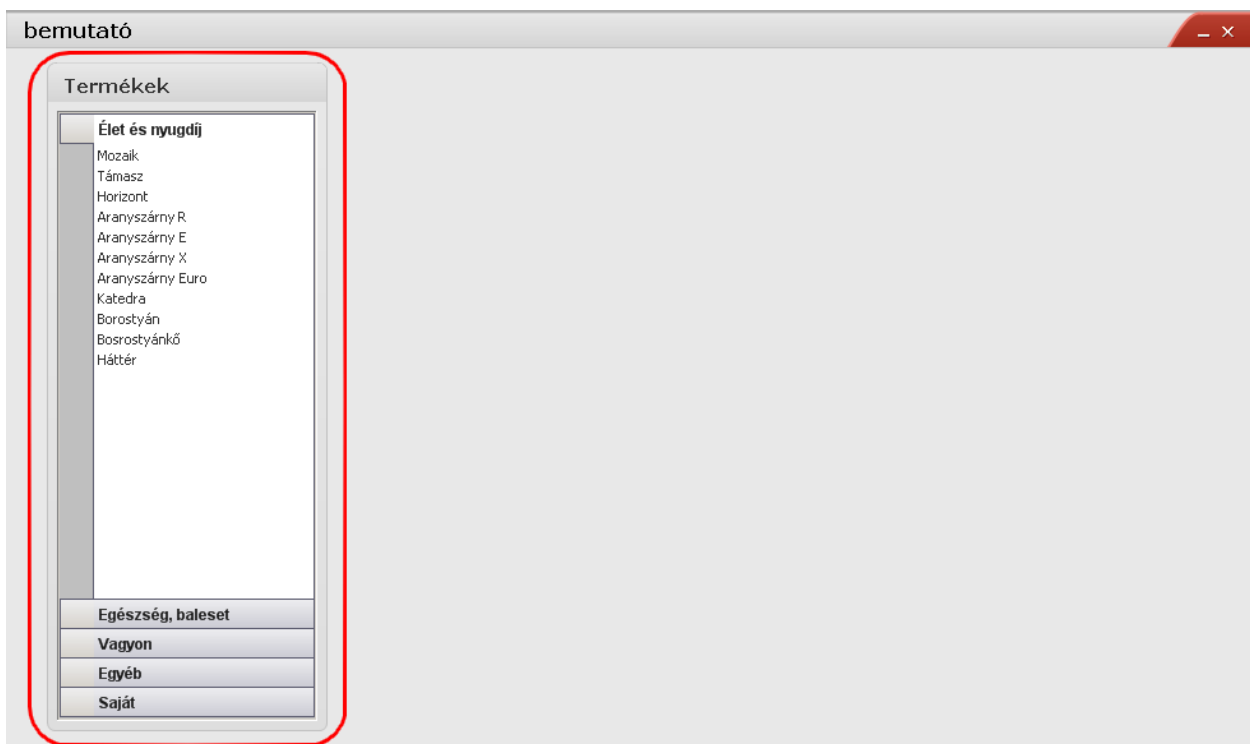 bemutató
Termékek
Élet és nyugdíj
Mozaik
Támasz
Horizont
Aranyszárny R
Aranyszárny E
Aranyszárny X
Aranyszárny Euro
Katedra
Borostyán
Bosrostyánkő
Háttér
Egészség, baleset
Vagyon
Egyéb
Saját